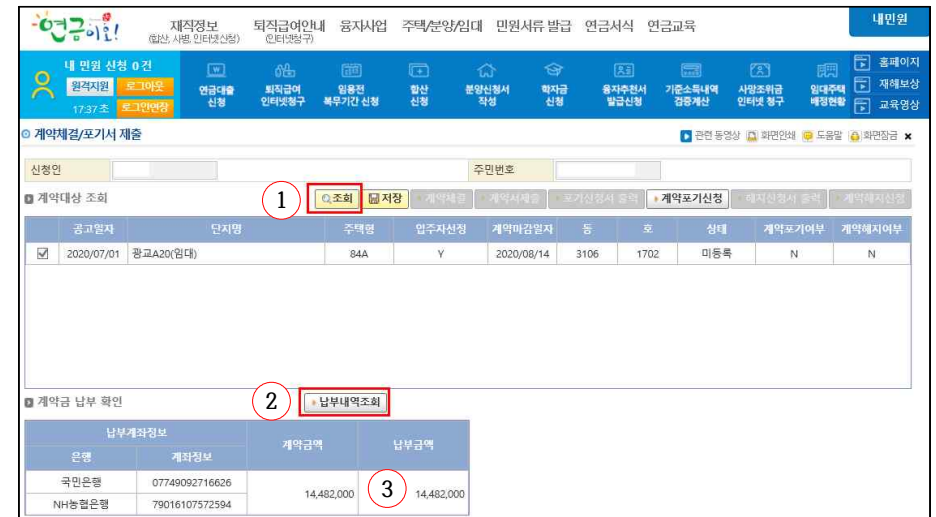 연금이인!
재직정보 퇴직급여안내 융자사업 주택/분양/임대 민원서류 발급 연금서식 연금교육 내민원
(합산, 사병, 인터넷신청) (인터넷청구)
내 민원 신청 0 건
원격지원 로그아웃
17:37 초 로그인연장
연금대출 신청
퇴직급여 인터넷청구
임용전 복무기간 신청
합산 신청
분양신청서 작성
학자금 신청
융자추천서 발급신청
기준소득내역 검증계산
사망조위금 인터넷 청구
임대주택 배정현황
홈페이지
재해보상
교육영상
계약체결/포기서 제출 관련 동영상 화면인쇄 도움말 화면잠금 ×
신청인 주민번호
계약대상 조회 1 조회 저장 계약체결 계약서제출 포기신청서 출력 계약포기신청 해지신청서 출력 계약해지신청
공고일자 단지명 주택형 입주자선정 계약마감일자 동 호 상태 계약포기여부 계약해지여부
2020/07/01 광교A20(임대) 84A Y 2020/08/14 3106 1702 미등록 N N
계약금 납부 확인 2 납부내역조회
납부계좌정보 계약금액 납부금액
은행 계좌정보
국민은행 07749092716626
14,482,000 3 14,482,000
NH농협은행 79016107572594